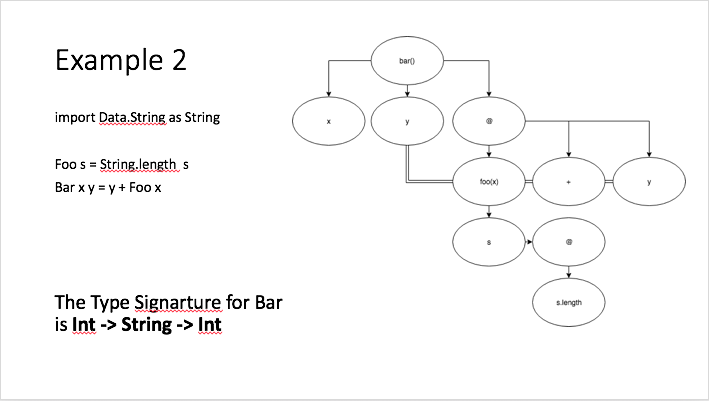 Example 2
import Data.String as String
Foo s = String.length s
Bar x y = y + Foo x
The Type Signarture for Bar
is Int -> String -> Int
bar()
x
y
@
foo(x)
+
y
s
@
s.length